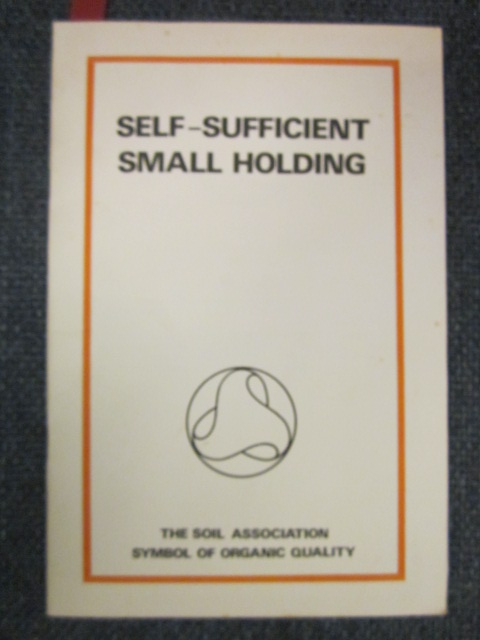 SELF-SUFFICIENT
SMALL HOLDING
THE SOIL ASSOCIATION
SYMBOL OF ORGANIC QUALITY